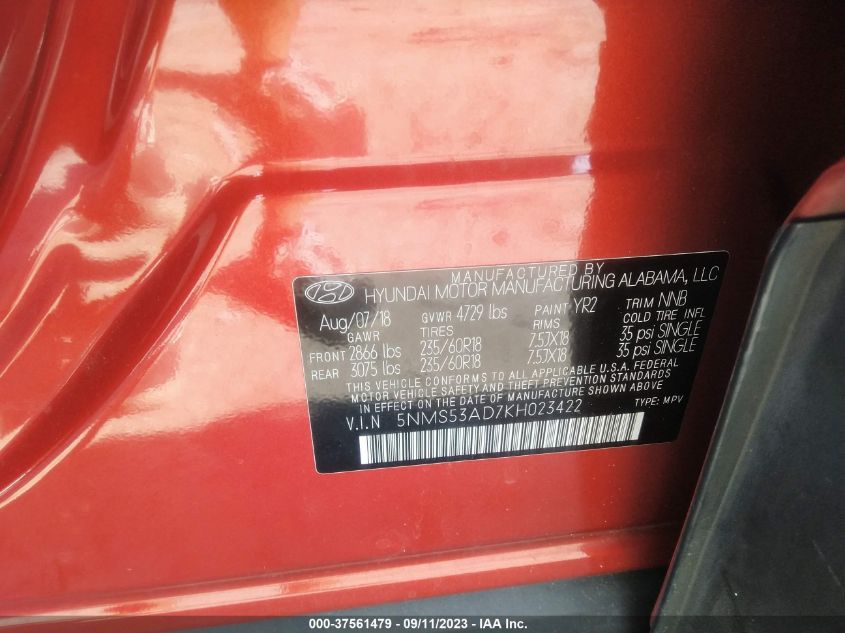 MANUFACTURED BY
HYUNDAI MOTOR MANUFACTURING ALABAMA, LLC
Aug/07/18 GVWR 4729 lbs PAINT YR2 TRIM NNB
GAWR TIRES RIMS COLD TIRE INFL
FRONT 2866 lbs 235/60R18 7.57X18 35 psi SINGLE
REAR 3075 lbs 235/60R18 7.57X18 35 psi SINGLE
THIS VEHICLE CONFORMS TO ALL APPLICABLE U.S.A. FEDERAL
MOTOR VEHICLE SAFETY AND THEFT PREVENTION STANDARDS
IN EFFECT ON THE DATE OF MANUFACTURE SHOWN ABOVE
V.I.N 5NMS53AD7KH023422 TYPE: MPV
000-37561479 - 09/11/2023 - IAA Inc.